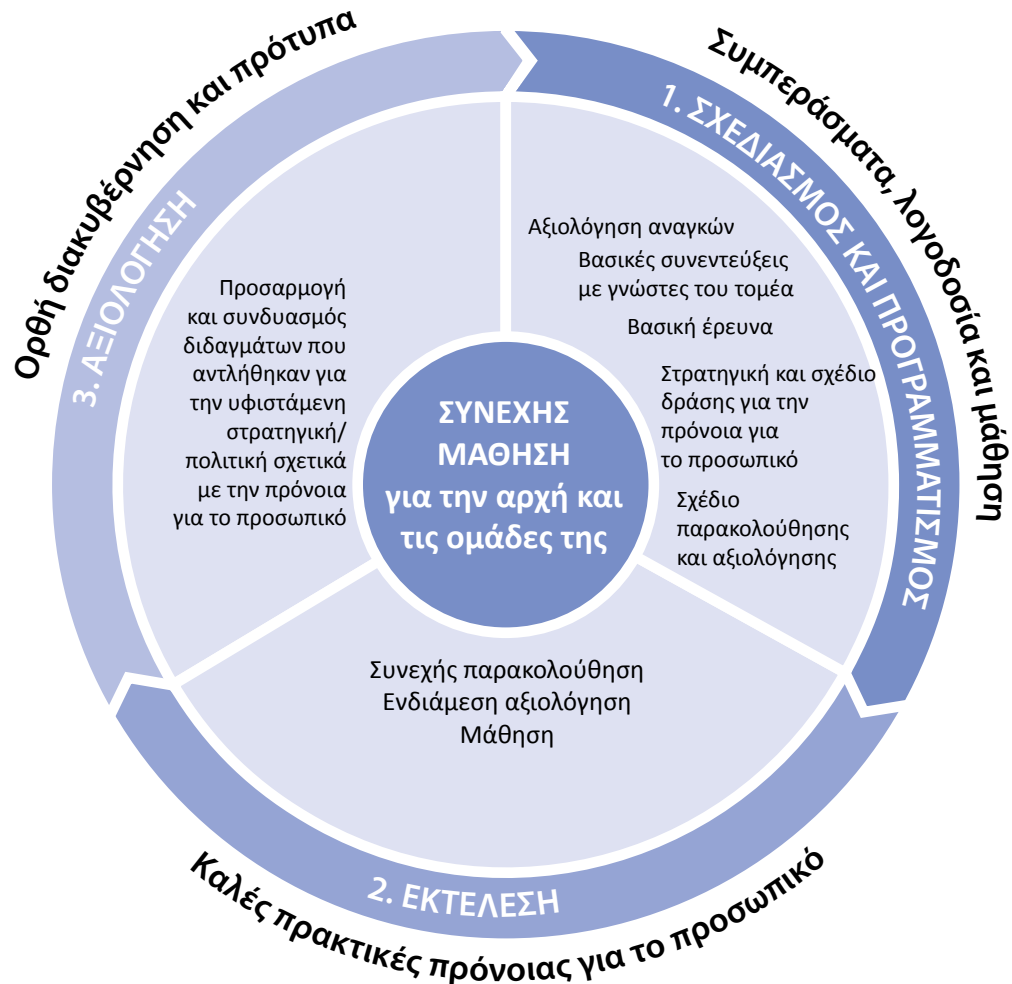 Ορθή διακυβέρνηση και πρότυπα
Συμπεράσματα, λογοδοσία και μάθηση
Καλές πρακτικές πρόνοιας για το προσωπικό
1. ΣΧΕΔΙΑΣΜΟΣ ΚΑΙ ΠΡΟΓΡΑΜΜΑΤΙΣΜΟΣ
Αξιολόγηση αναγκών
Βασικές συνεντεύξεις
με γνώστες του τομέα
Βασική έρευνα
Στρατηγική και σχέδιο
δράσης για την
πρόνοια για
το προσωπικό
Σχέδιο
παρακολούθησης
και αξιολόγησης
2. ΕΚΤΕΛΕΣΗ
Συνεχής παρακολούθηση
Ενδιάμεση αξιολόγηση
Μάθηση
3. ΑΞΙΟΛΟΓΗΣΗ
Προσαρμογή
και συνδυασμός
διδαγμάτων που
αντλήθηκαν για
την υφιστάμενη
στρατηγική/
πολιτική σχετικά
με την πρόνοια
για το προσωπικό
ΣΥΝΕΧΗΣ
ΜΑΘΗΣΗ
για την αρχή και
τις ομάδες της